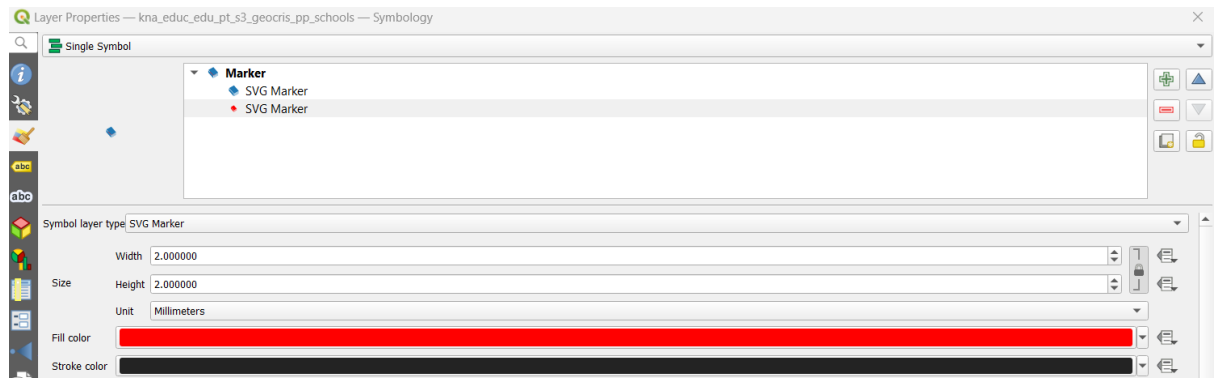 Layer Properties — kna_educ_edu_pt_s3_geocris_pp_schools — Symbology
Single Symbol
Marker
SVG Marker
SVG Marker
abc
abc
Symbol layer type SVG Marker
Width 2.000000
Size
Height 2.000000
Unit Millimeters
Fill color
Stroke color